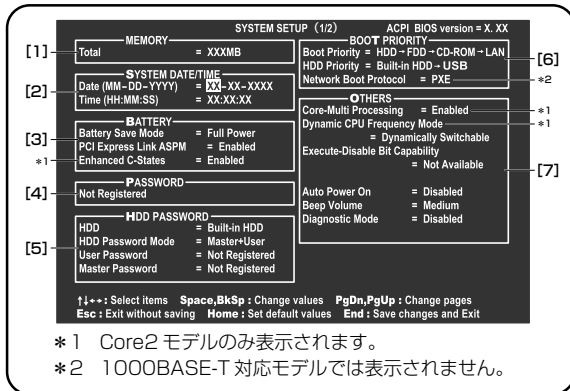 SYSTEM SETUP (1/2) ACPI BIOS version = X. XX
[1] MEMORY
Total = XXXMB
[2] SYSTEM DATE/TIME
Date (MM-DD-YYYY) = XX-XX-XXXX
Time (HH:MM:SS) = XX:XX:XX
[3] BATTERY
Battery Save Mode = Full Power
PCI Express Link ASPM = Enabled
*1 Enhanced C-States = Enabled
[4] PASSWORD
Not Registered
[5] HDD PASSWORD
HDD = Built-in HDD
HDD Password Mode = Master+User
User Password = Not Registered
Master Password = Not Registered
BOOT PRIORITY [6]
Boot Priority = HDD→FDD→CD-ROM→LAN
HDD Priority = Built-in HDD→USB
Network Boot Protocol = PXE *2
OTHERS [7]
Core-Multi Processing = Enabled *1
Dynamic CPU Frequency Mode *1
= Dynamically Switchable
Execute-Disable Bit Capability
= Not Available
Auto Power On = Disabled
Beep Volume = Medium
Diagnostic Mode = Disabled
↑↓←→: Select items Space,BkSp : Change values PgDn,PgUp : Change pages
Esc : Exit without saving Home : Set default values End : Save changes and Exit
*1 Core2 モデルのみ表示されます。
*2 1000BASE-T 対応モデルでは表示されません。